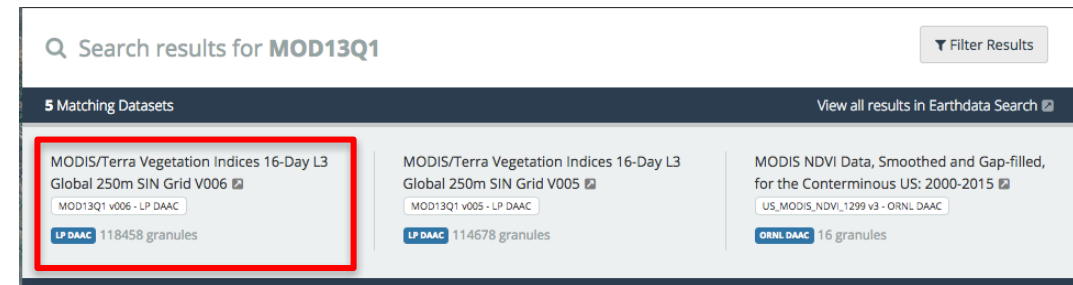 Search results for MOD13Q1
Filter Results
5 Matching Datasets
View all results in Earthdata Search
MODIS/Terra Vegetation Indices 16-Day L3
Global 250m SIN Grid V006
MOD13Q1 v006 - LP DAAC
LP DAAC 118458 granules
MODIS/Terra Vegetation Indices 16-Day L3
Global 250m SIN Grid V005
MOD13Q1 v005 - LP DAAC
LP DAAC 114678 granules
MODIS NDVI Data, Smoothed and Gap-filled,
for the Conterminous US: 2000-2015
US_MODIS_NDVI_1299 v3 - ORNL DAAC
ORNL DAAC 16 granules